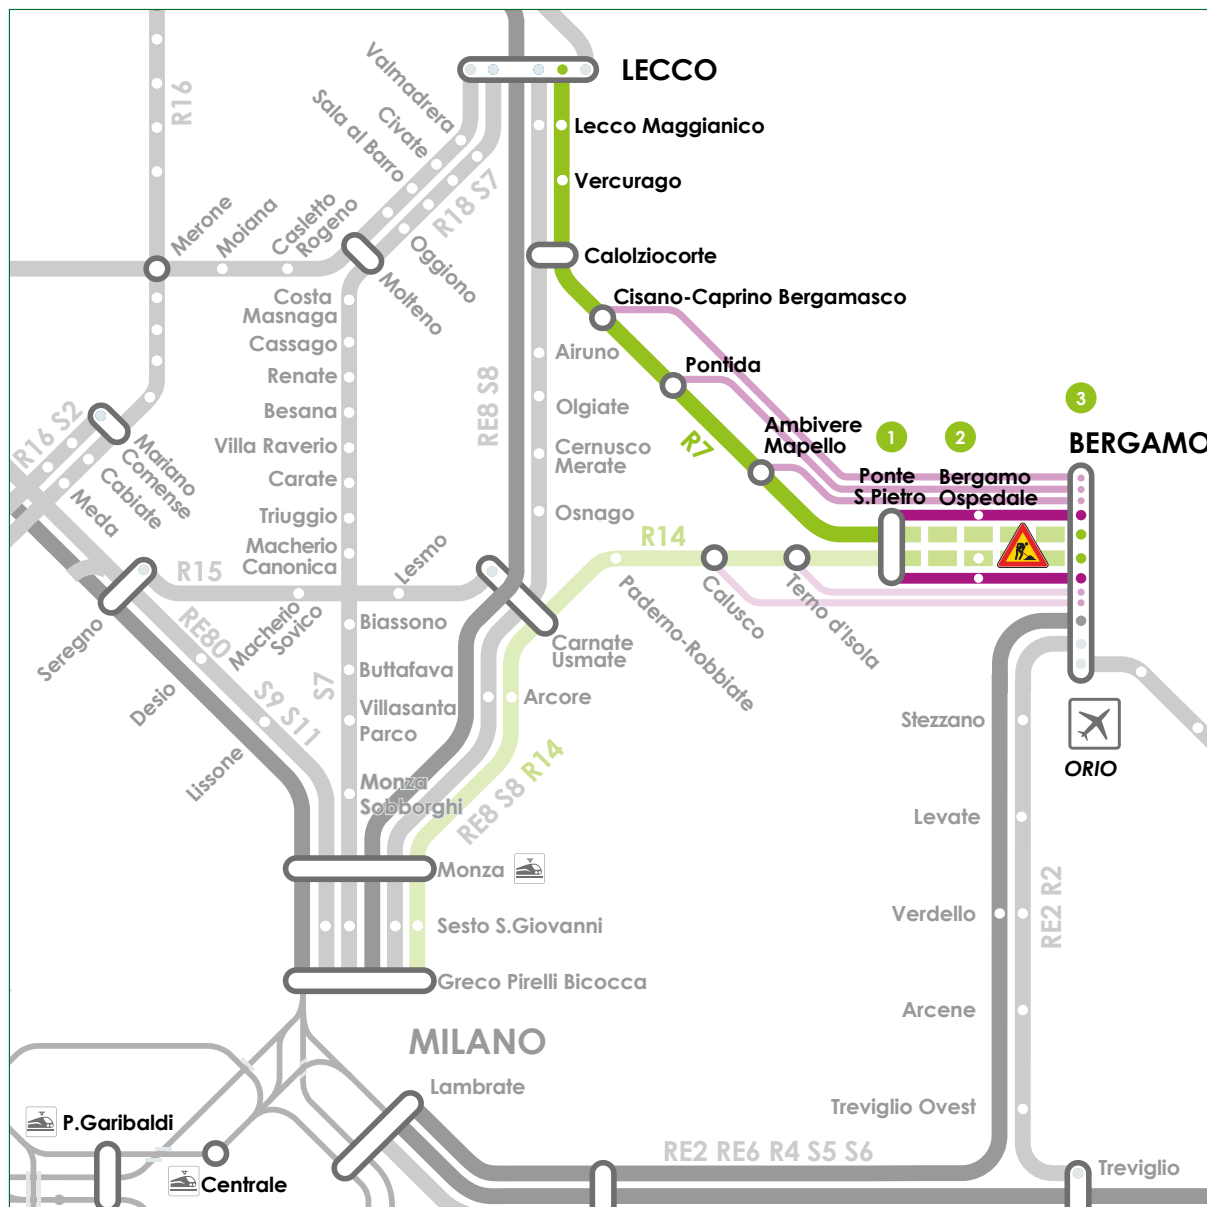 LECCO
Lecco Maggianico
Vercurago
Calolziocorte
Cisano-Caprino Bergamasco
Pontida
Ambivere
Mapello
R7
1
2
3
BERGAMO
Ponte
S.Pietro
Bergamo
Ospedale
R14
Paderno-Robbiate
Calusco
Terno d'Isola
Valmadrera
Civate
Sala al Barro
R18 S7
R16
Merone
Moiana
Casletto
Rogeno
Oggiono
Molteno
Costa
Masnaga
Cassago
Renate
Besana
Villa Raverio
Carate
Triuggio
Macherio
Canonica
RE8 S8
Airuno
Olgiate
Cernusco
Merate
Osnago
R16 S2
Mariano
Comense
Cabiate
Meda
R15
Lesmo
Macherio
Sovico
Biassono
Buttafava
Villasanta
Parco
Monza
Sobborghi
S7
Seregno
RE80
S9 S11
Desio
Lissone
Carnate
Usmate
Arcore
RE8 S8 R14
Monza
Sesto S.Giovanni
Greco Pirelli Bicocca
MILANO
Lambrate
P.Garibaldi
Centrale
ORIO
Stezzano
Levate
Verdello
RE2 R2
Arcene
Treviglio Ovest
RE2 RE6 R4 S5 S6
Treviglio